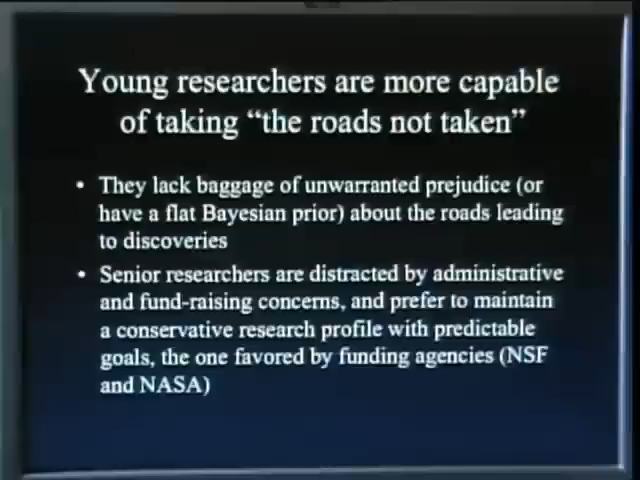 Young researchers are more capable
of taking “the roads not taken”
• They lack baggage of unwarranted prejudice (or
have a flat Bayesian prior) about the roads leading
to discoveries
• Senior researchers are distracted by administrative
and fund-raising concerns, and prefer to maintain
a conservative research profile with predictable
goals, the one favored by funding agencies (NSF
and NASA)